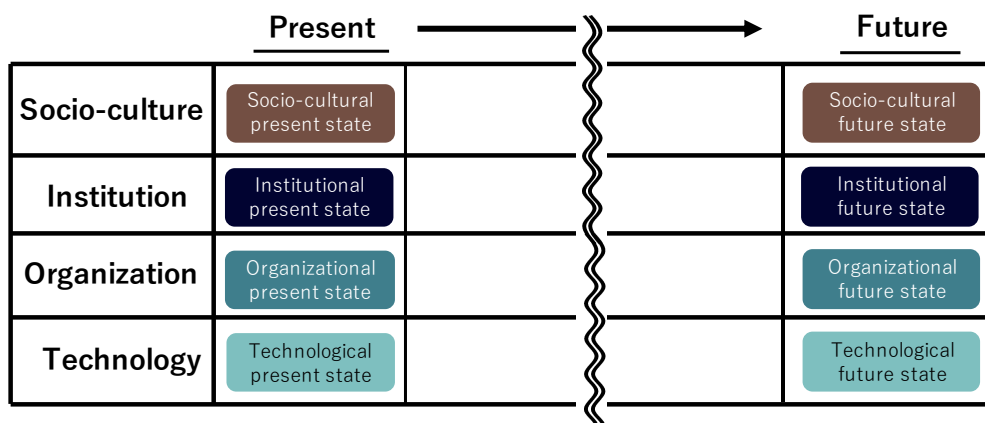 Present
Future
Socio-culture
Socio-cultural
present state
Socio-cultural
future state
Institution
Institutional
present state
Institutional
future state
Organization
Organizational
present state
Organizational
future state
Technology
Technological
present state
Technological
future state